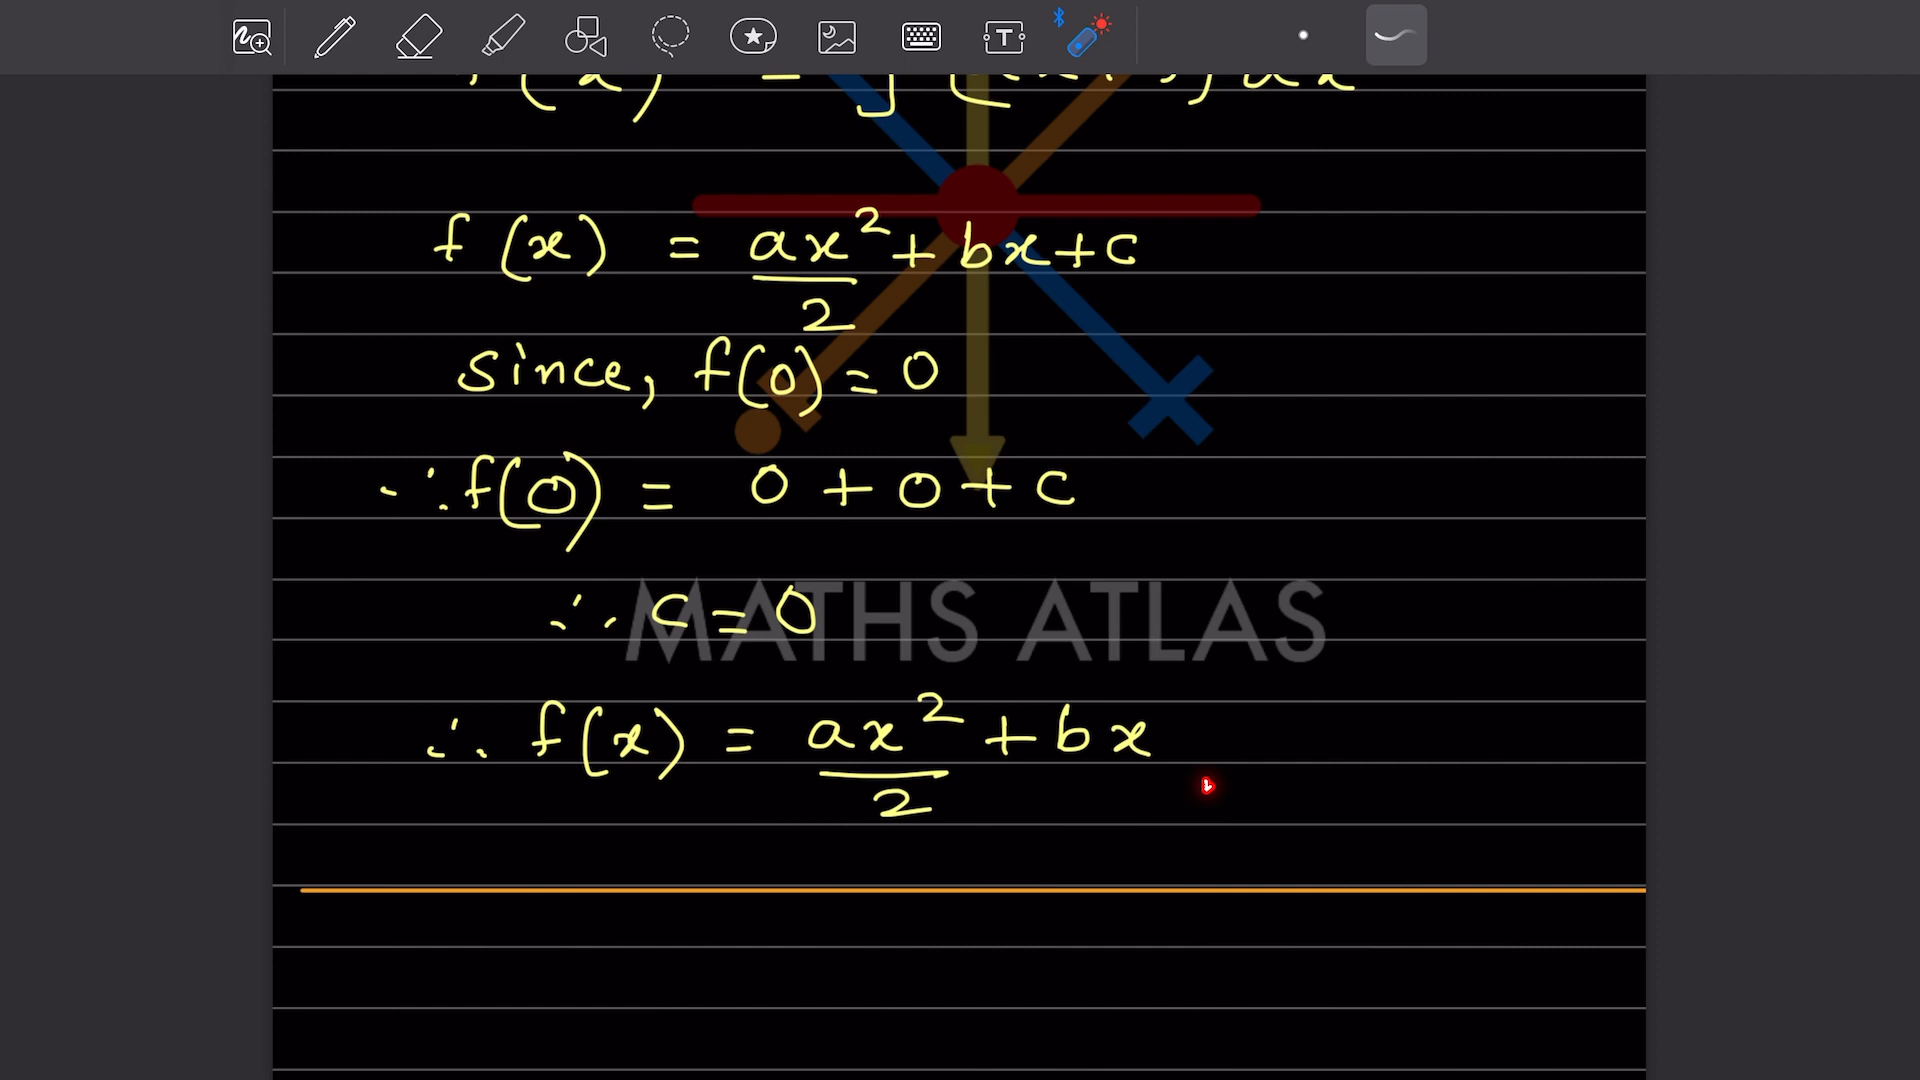 f(x) = ax²/2 + bx + c
since, f(0) = 0
∴ f(0) = 0 + 0 + c
∴ c = 0
MATHS ATLAS
∴ f(x) = ax²/2 + bx